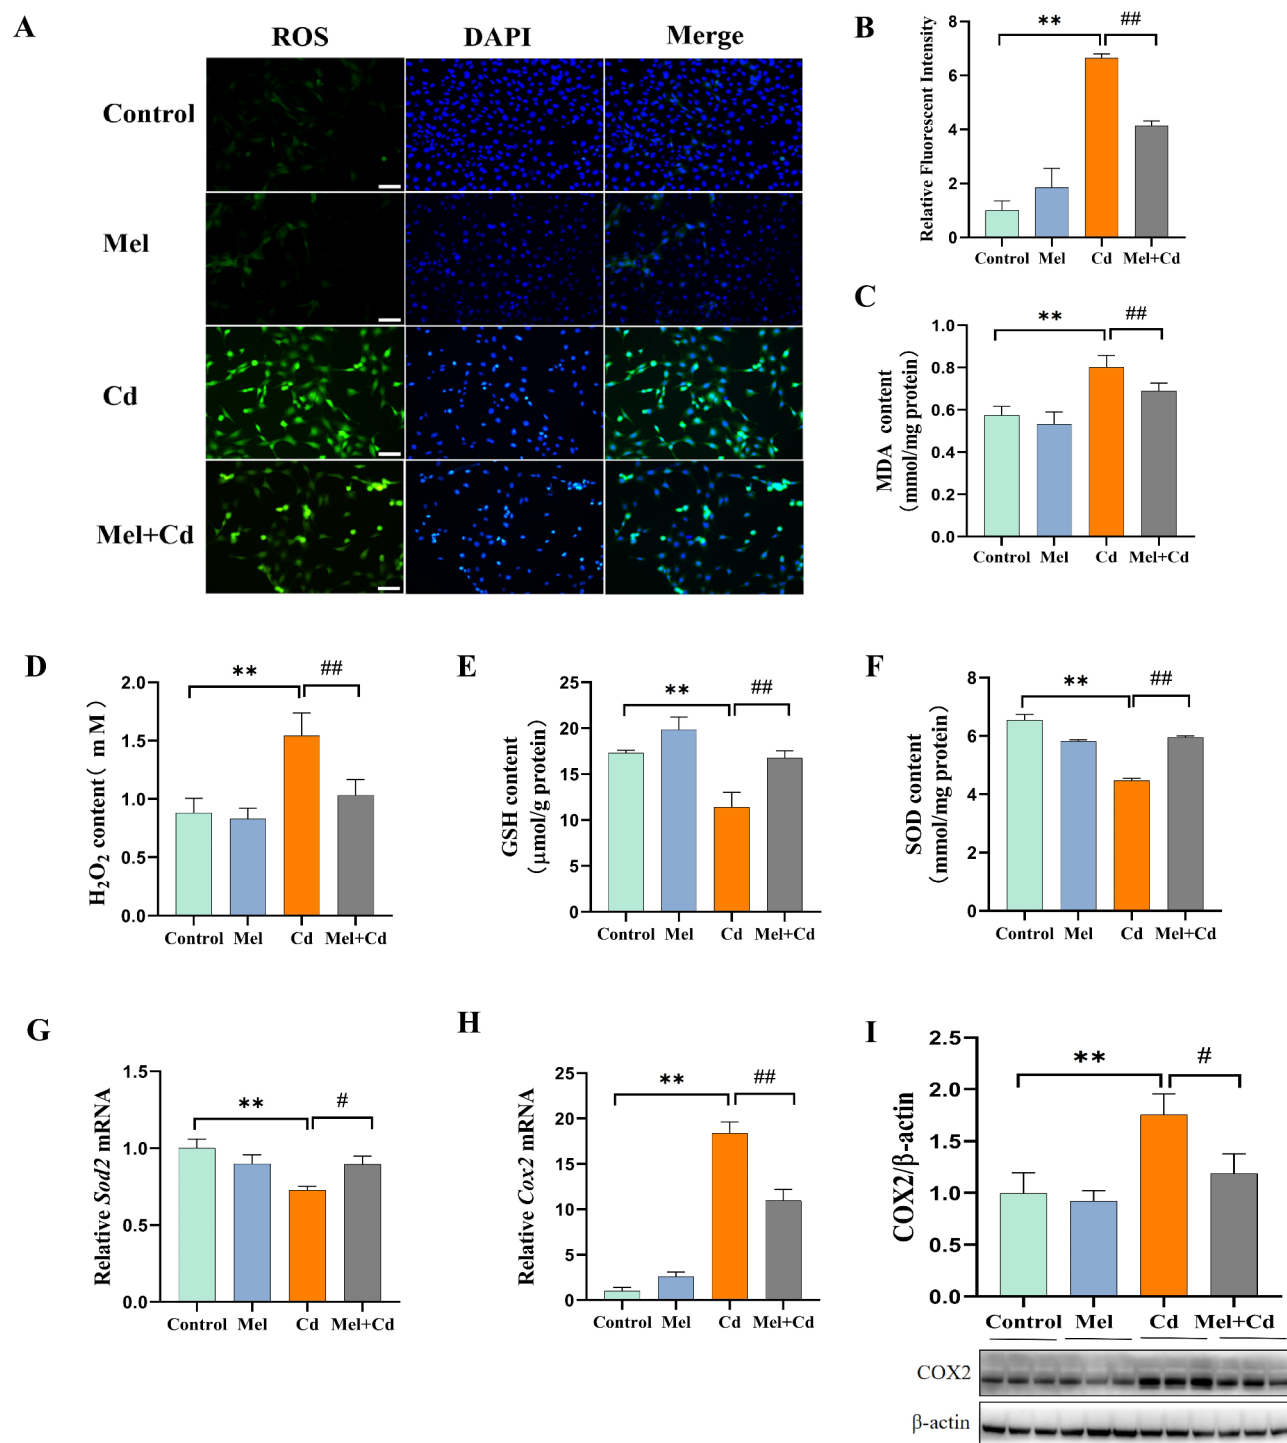 A
ROS DAPI Merge
Control
Mel
Cd
Mel+Cd
B
Relative Fluorescent Intensity
8
6
4
2
0
** ##
Control Mel Cd Mel+Cd
C
MDA content
(mmol/mg protein)
1.0
0.8
0.6
0.4
0.2
0.0
** ##
Control Mel Cd Mel+Cd
D
H₂O₂ content( m M )
2.0
1.5
1.0
0.5
0.0
** ##
Control Mel Cd Mel+Cd
E
GSH content
(μmol/g protein)
25
20
15
10
5
0
** ##
Control Mel Cd Mel+Cd
F
SOD content
(mmol/mg protein)
8
6
4
2
0
** ##
Control Mel Cd Mel+Cd
G
Relative Sod2 mRNA
1.5
1.0
0.5
0.0
** #
Control Mel Cd Mel+Cd
H
Relative Cox2 mRNA
25
20
15
10
5
0
** ##
Control Mel Cd Mel+Cd
I
COX2/β-actin
2.5
2.0
1.5
1.0
0.5
0.0
** #
Control Mel Cd Mel+Cd
COX2
β-actin